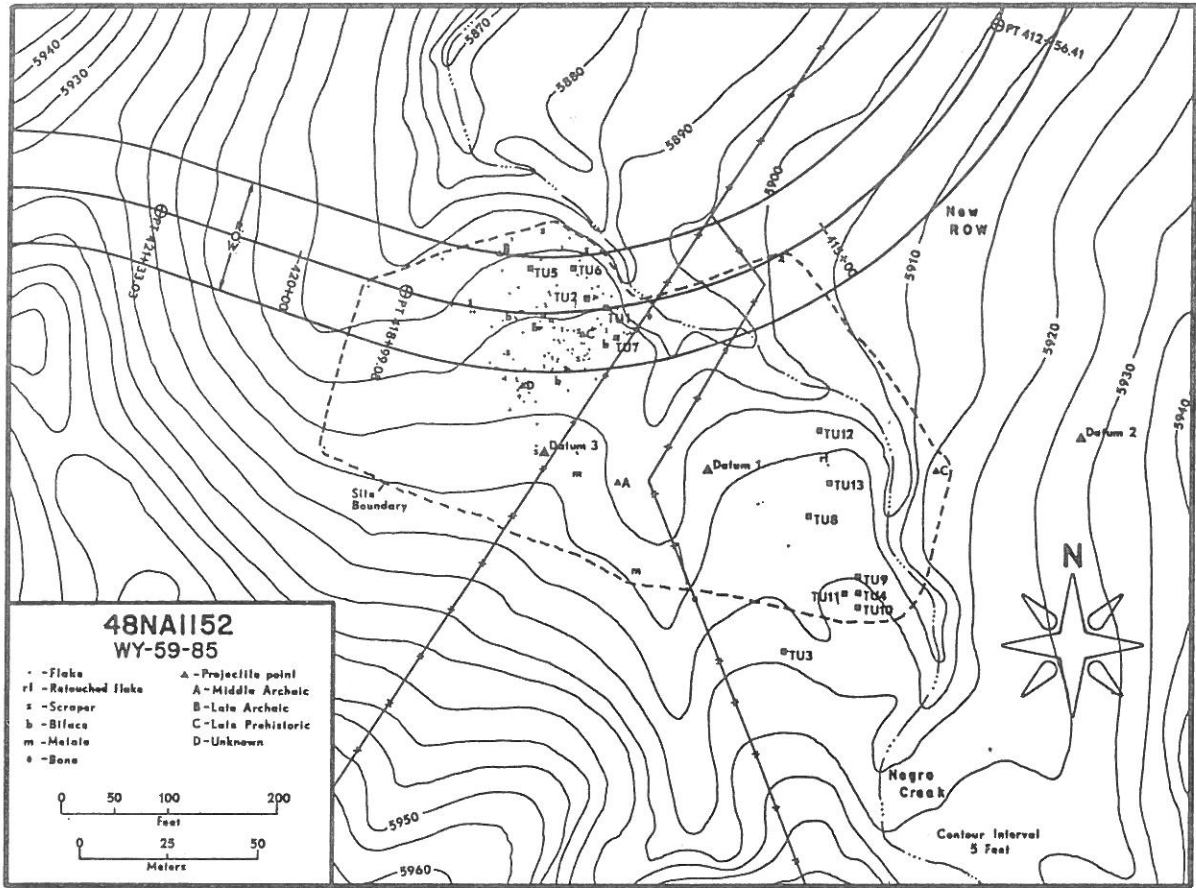 5940
5930
5870
5880
PT 412+56.41
5890
5900
New
ROW
5910
415+00
ROW
PT 421+33.03
420+00
PT 418+99.08
TU5
TU6
TU2
TU1
C
b
TU7
D
5920
5930
5940
Datum 3
Datum 2
TU12
Datum 1
rf
C
m
A
TU13
Site
Boundary
TU8
m
N
TU9
TU11
TU4
TU10
TU3
48NA1152
WY-59-85
- Flake
rf - Retouched flake
s - Scraper
b - Biface
m - Metate
- Bone
- Projectile point
A - Middle Archaic
B - Late Archaic
C - Late Prehistoric
D - Unknown
0 50 100 200
Feet
0 25 50
Meters
Negro
Creek
Contour Interval
5 Feet
5950
5960